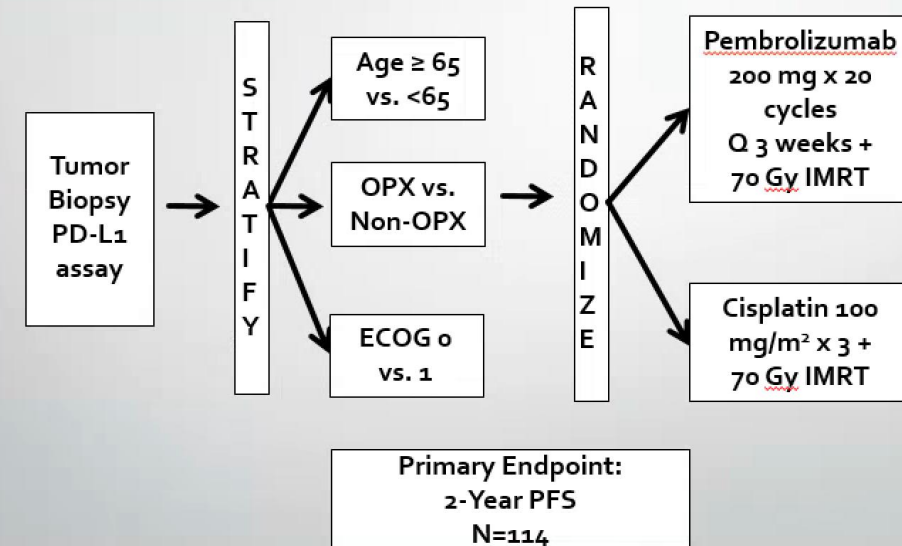 Tumor
Biopsy
PD-L1
assay
STRATIFY
Age ≥ 65
vs. <65
OPX vs.
Non-OPX
ECOG 0
vs. 1
RANDOMIZE
Pembrolizumab
200 mg x 20
cycles
Q 3 weeks +
70 Gy IMRT
Cisplatin 100
mg/m² x 3 +
70 Gy IMRT
Primary Endpoint:
2-Year PFS
N=114